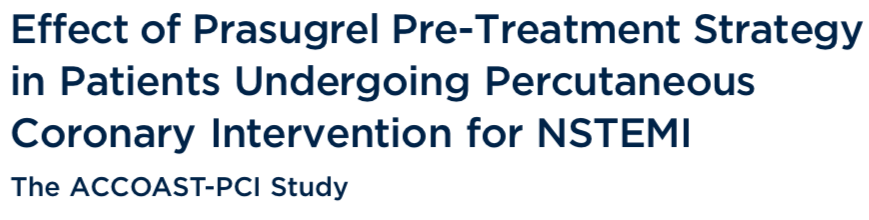 Effect of Prasugrel Pre-Treatment Strategy
in Patients Undergoing Percutaneous
Coronary Intervention for NSTEMI
The ACCOAST-PCI Study